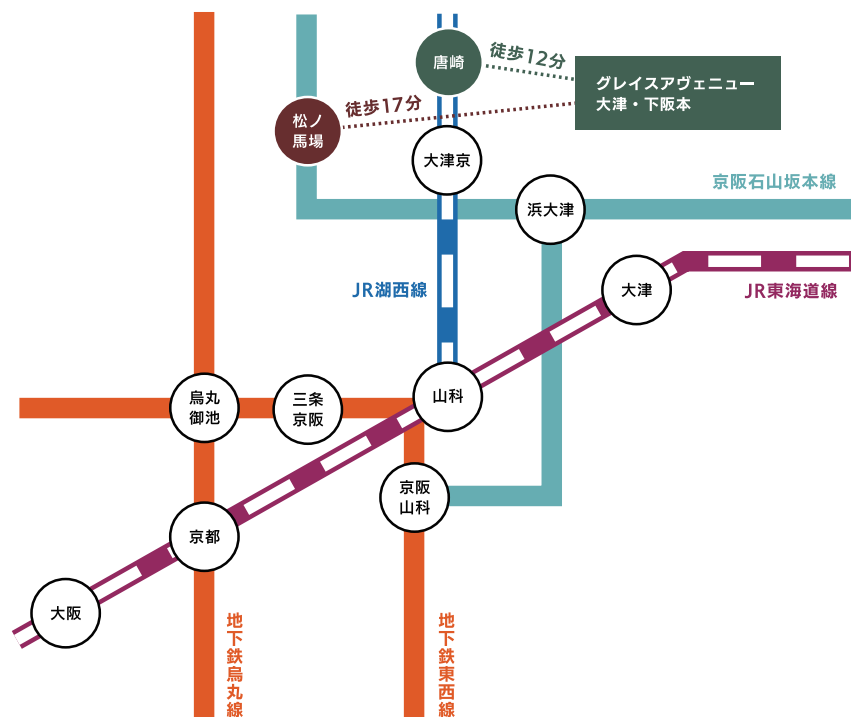 唐崎
徒歩12分
グレイスアヴェニュー
大津・下阪本
徒歩17分
松ノ
馬場
大津京
京阪石山坂本線
浜大津
JR湖西線
大津
JR東海道線
烏丸
御池
三条
京阪
山科
京阪
山科
京都
大阪
地下鉄烏丸線
地下鉄東西線